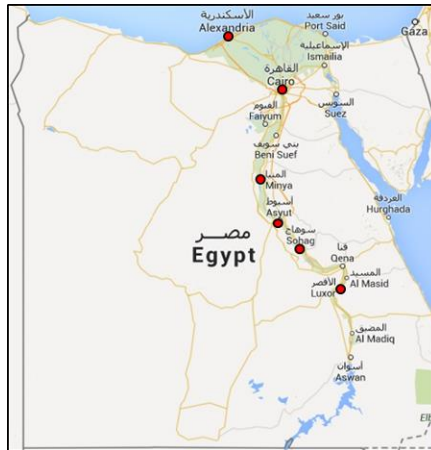 الأسكندرية
Alexandria
بور سعيد
Port Said
Gaza
الإسماعيلية
Ismailia
القاهرة
Cairo
السويس
Suez
الفيوم
Faiyum
بني سويف
Beni Suef
المنيا
Minya
الغردقة
Hurghada
أسيوط
Asyut
سوهاج
Sohag
مصر
Egypt
قنا
Qena
المسيد
Al Masid
الأقصر
Luxor
المضيق
Al Madiq
أسوان
Aswan